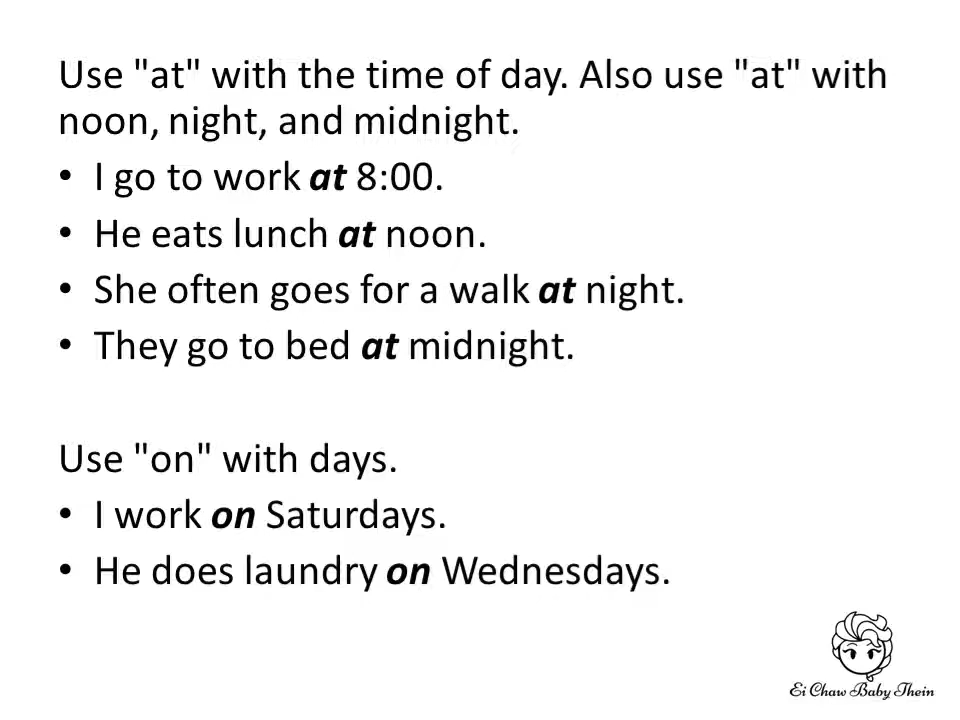 Use "at" with the time of day. Also use "at" with
noon, night, and midnight.
• I go to work at 8:00.
• He eats lunch at noon.
• She often goes for a walk at night.
• They go to bed at midnight.
Use "on" with days.
• I work on Saturdays.
• He does laundry on Wednesdays.
Ei Chaw Baby Thein